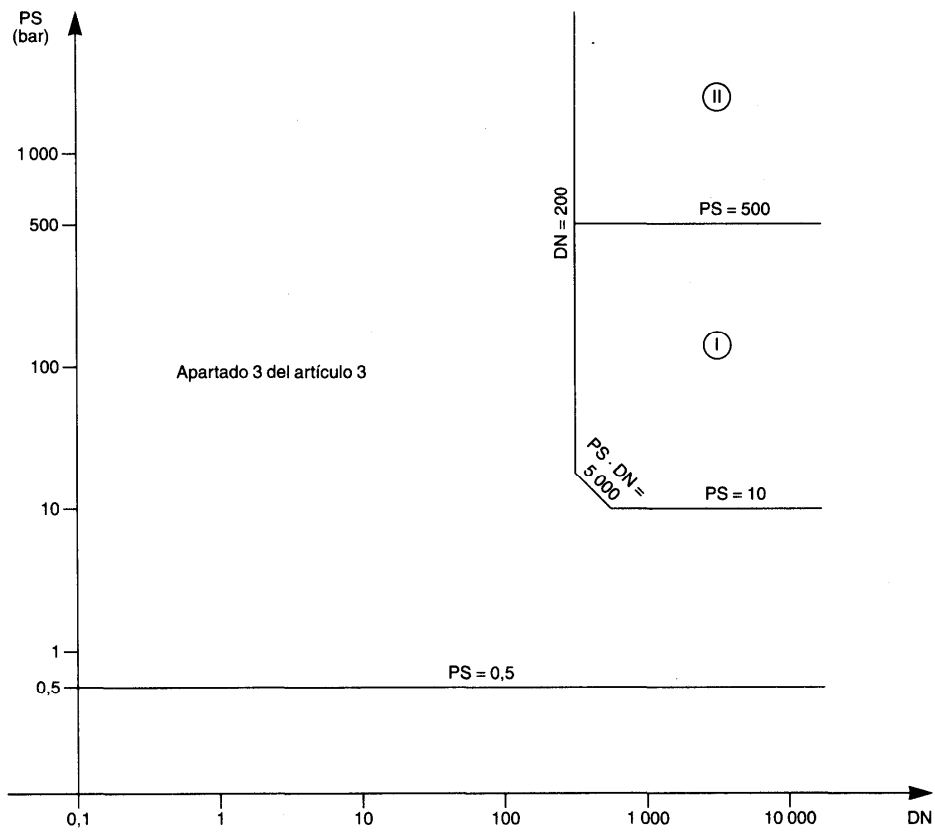 PS
(bar)
II
1 000
DN = 200
PS = 500
500
I
100
Apartado 3 del artículo 3
PS · DN =
5 000
PS = 10
10
1
PS = 0,5
0,5
0,1
1
10
100
1 000
10 000
DN